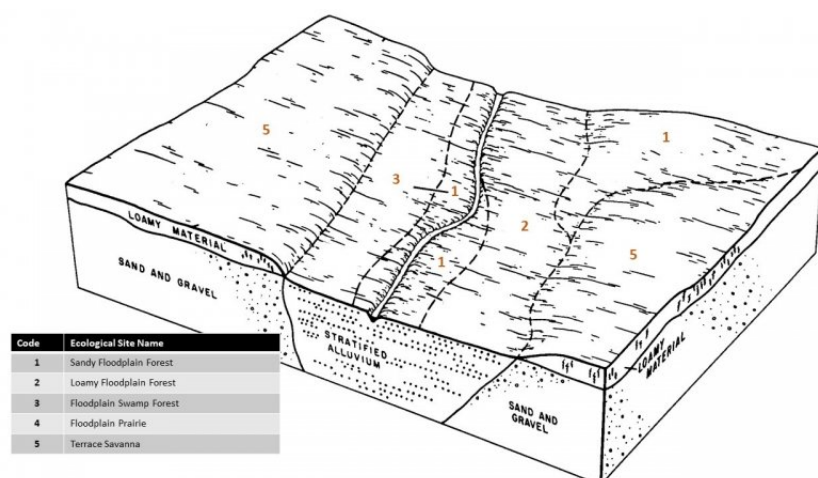 5
1
3
1
2
1
5
LOAMY MATERIAL
SAND AND GRAVEL
STRATIFIED
ALLUVIUM
SAND AND
GRAVEL
LOAMY
MATERIAL
Code Ecological Site Name
1 Sandy Floodplain Forest
2 Loamy Floodplain Forest
3 Floodplain Swamp Forest
4 Floodplain Prairie
5 Terrace Savanna